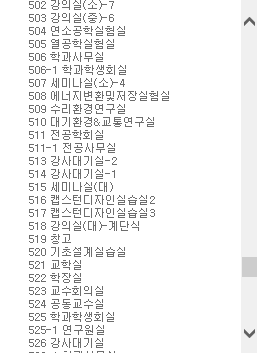 502 강의실(소)-7
503 강의실(중)-6
504 연소공학실험실
505 열공학실험실
506 학과사무실
506-1 학과학생회실
507 세미나실(소)-4
508 에너지변환및저장실험실
509 수리환경연구실
510 대기환경&교통연구실
511 전공학회실
511-1 전공사무실
513 강사대기실-2
514 강사대기실-1
515 세미나실(대)
516 캡스턴디자인실습실2
517 캡스턴디자인실습실3
518 강의실(대)-계단식
519 창고
520 기초설계실습실
521 교학실
522 학장실
523 교수회의실
524 공동교수실
525 학과학생회실
525-1 연구원실
526 강사대기실